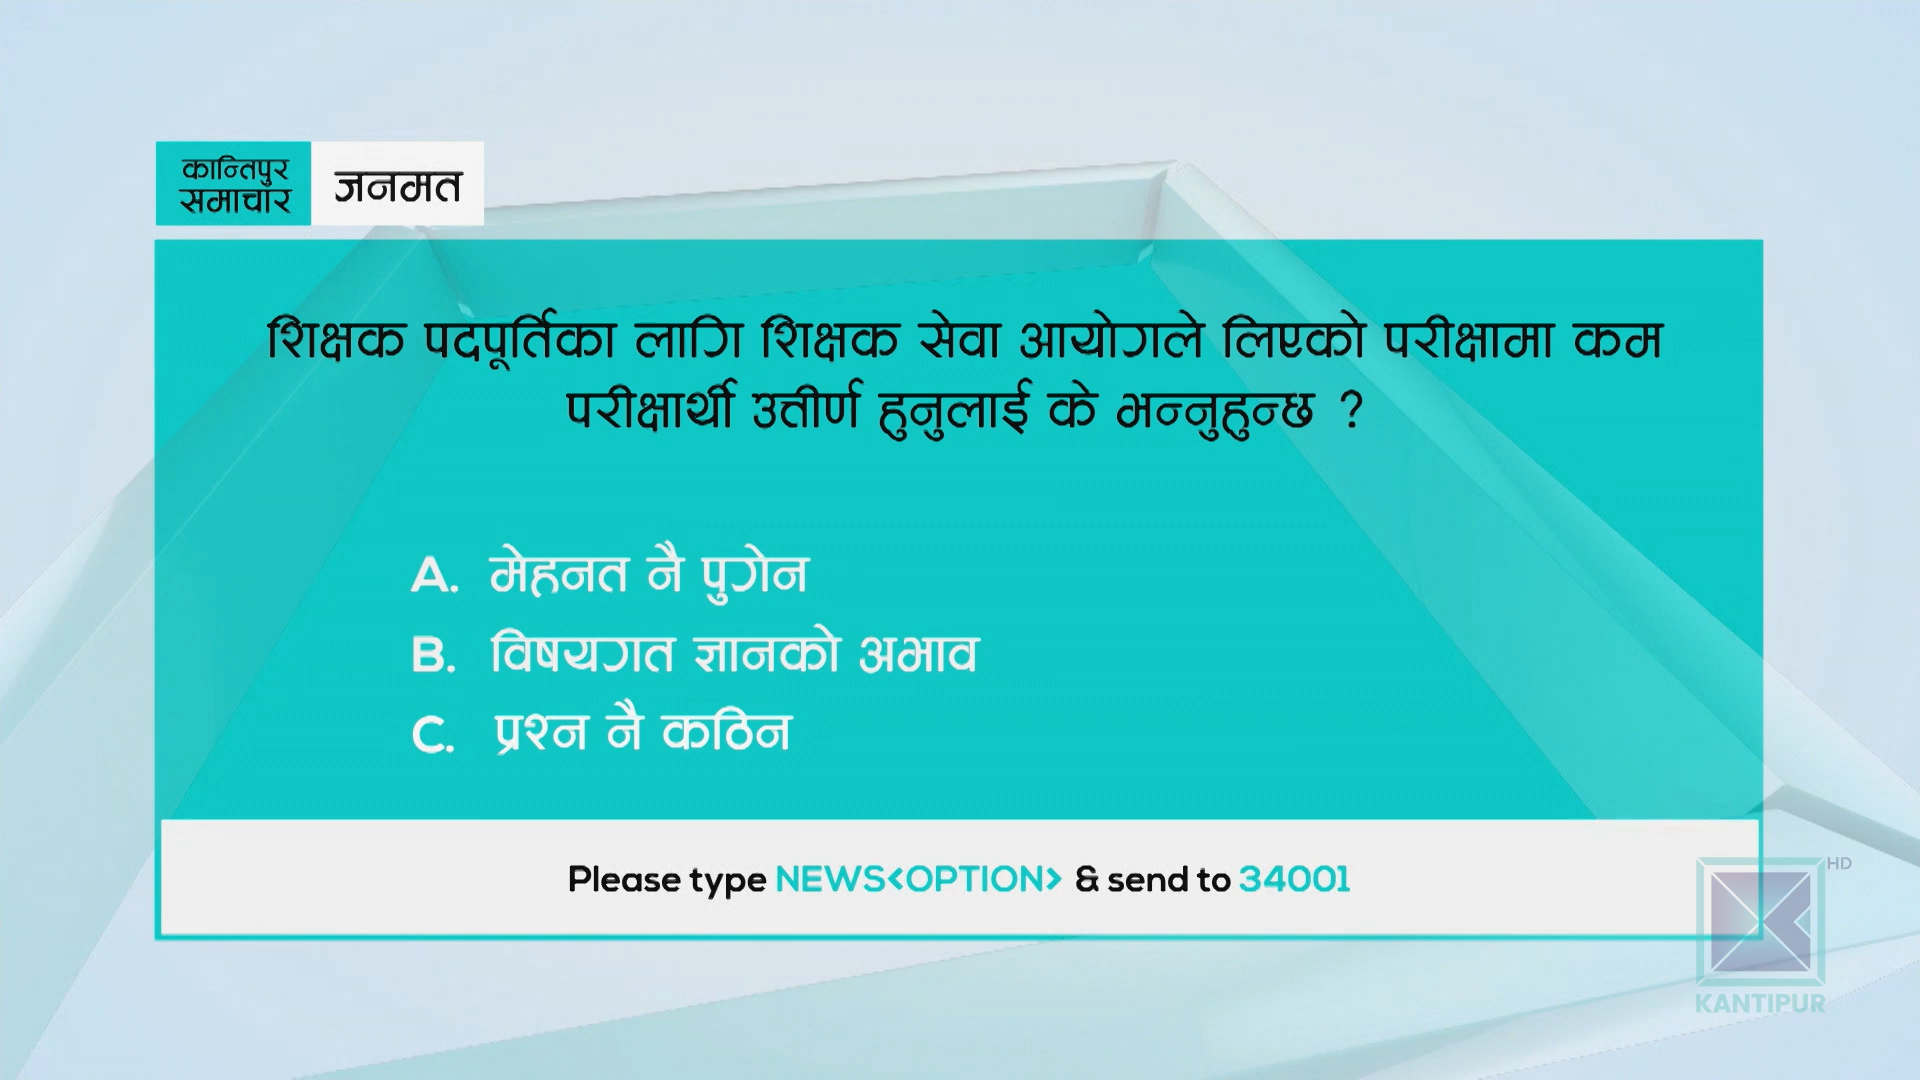 कान्तिपुर
समाचार
जनमत
शिक्षक पदपूर्तिका लागि शिक्षक सेवा आयोगले लिएको परीक्षामा कम
परीक्षार्थी उत्तीर्ण हुनुलाई के भन्नुहुन्छ ?
A. मेहनत नै पुगेन
B. विषयगत ज्ञानको अभाव
C. प्रश्न नै कठिन
Please type NEWS<OPTION> & send to 34001
HD
KANTIPUR